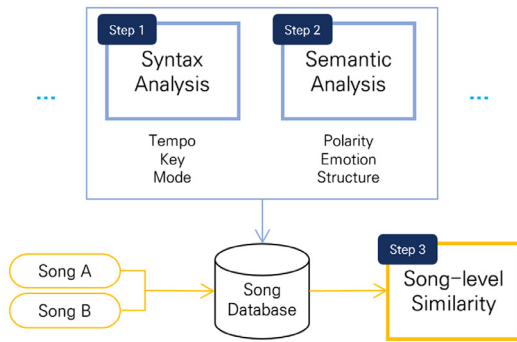 Step 1
Syntax
Analysis
Tempo
Key
Mode
Step 2
Semantic
Analysis
Polarity
Emotion
Structure
...
...
Song A
Song B
Song
Database
Step 3
Song-level
Similarity